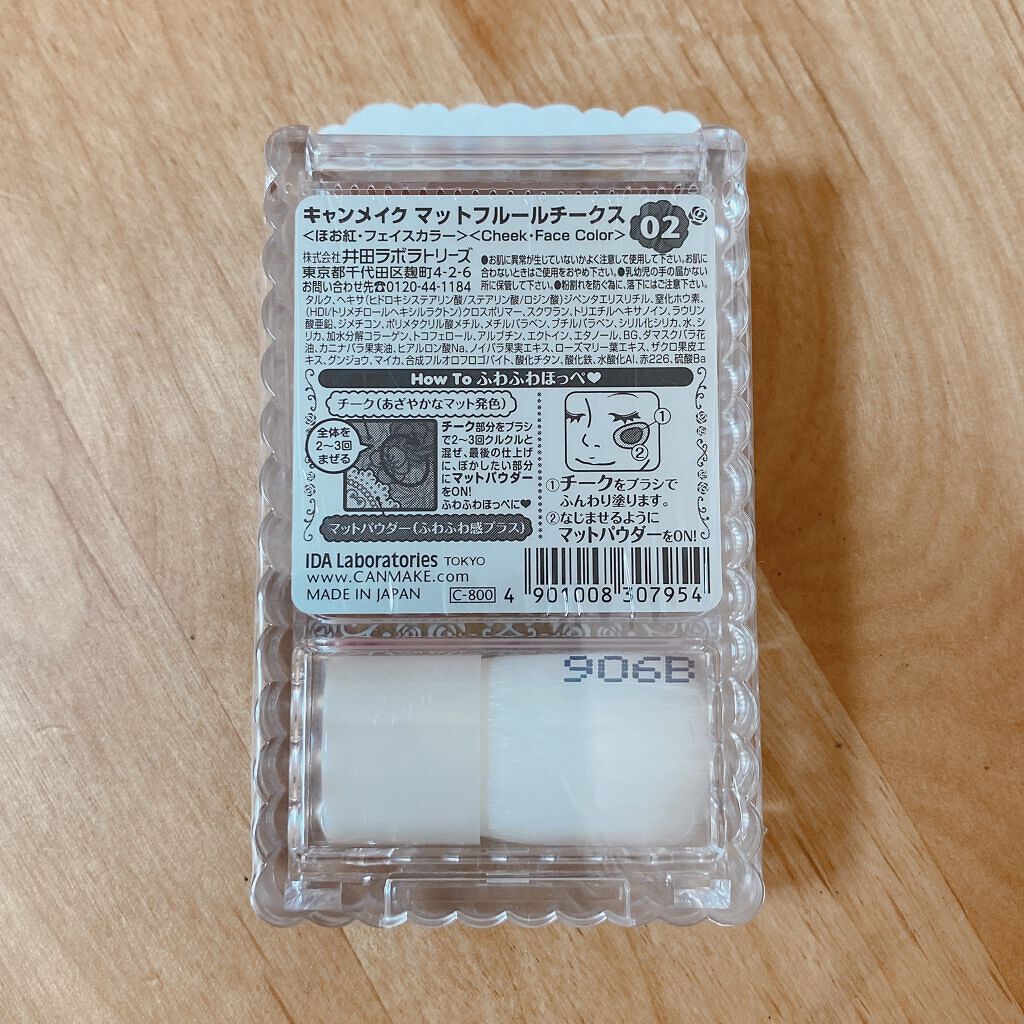 キャンメイク マットフルールチークス
02
<ほお紅・フェイスカラー><Cheek・Face Color>
株式会社 井田ラボラトリーズ
東京都千代田区麹町4-2-6
お問い合わせ先☎0120-44-1184
●お肌に異常が生じていないかよく注意して使用して下さい。お肌に
合わないときはご使用をおやめ下さい。●乳幼児の手の届かない
所に保管して下さい。●粉割れを防ぐ為に、落下にはご注意下さい。
タルク、ヘキサ(ヒドロキシステアリン酸/ステアリン酸/ロジン酸)ジペンタエリスリチル、窒化ホウ素、
(HDI/トリメチロールヘキシルラクトン)クロスポリマー、スクワラン、トリエチルヘキサノイン、ラウリン
酸亜鉛、ジメチコン、ポリメタクリル酸メチル、メチルパラベン、ブチルパラベン、シリル化シリカ、水、シ
リカ、加水分解コラーゲン、トコフェロール、アルブチン、エクトイン、エタノール、BG、ダマスクバラ花
油、カニナバラ果実油、ヒアルロン酸Na、ノイバラ果実エキス、ローズマリー葉エキス、ザクロ果皮エ
キス、グンジョウ、マイカ、合成フルオロフロゴパイト、酸化チタン、酸化鉄、水酸化Al、赤226、硫酸Ba
How To ふわふわほっぺ♥
チーク(あざやかなマット発色)
全体を
2～3回
まぜる
チーク部分をブラシ
で2～3回クルクルと
混ぜ、最後の仕上げ
に、ぼかしたい部分
にマットパウダー
をON!
ふわふわほっぺに♥
マットパウダー(ふわふわ感プラス)
①
②
①チークをブラシで
ふんわり塗ります。
②なじませるように
マットパウダーをON!
IDA Laboratories TOKYO
www.CANMAKE.com
MADE IN JAPAN C-800
4 901008 307954
906B